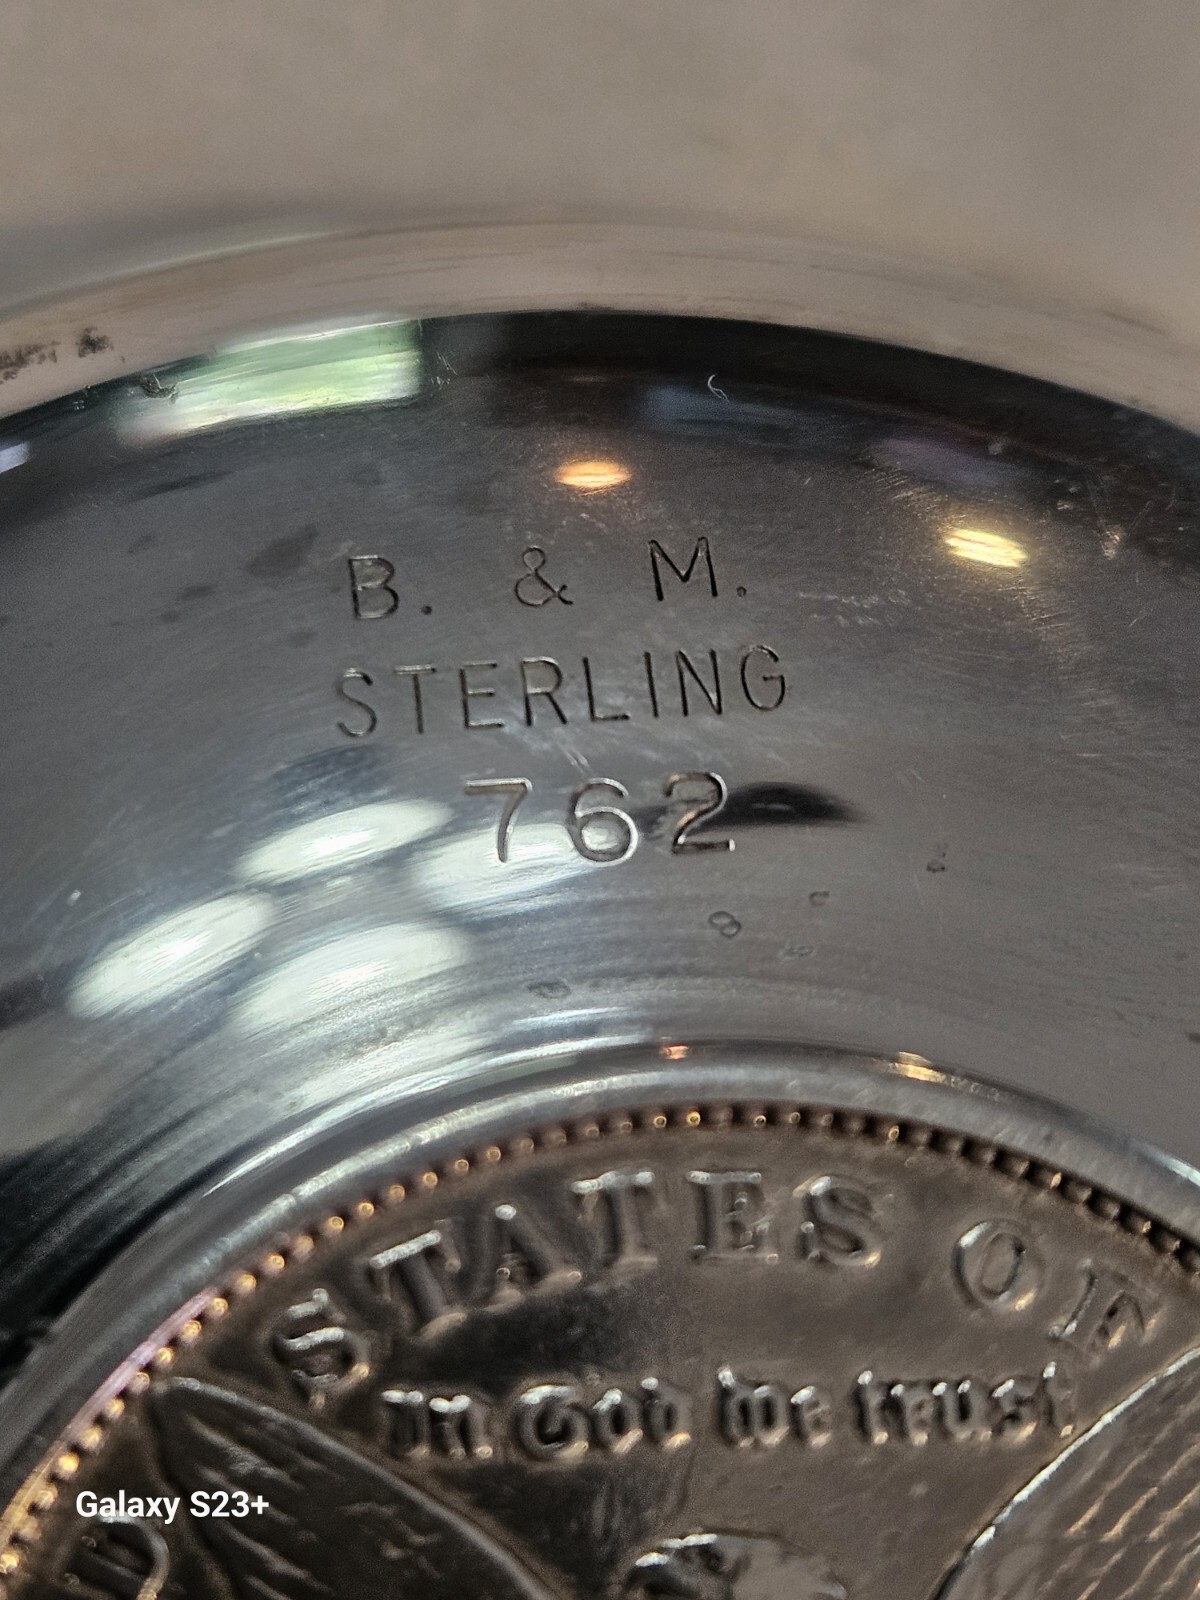 B. & M.
STERLING
762
STATES OF
In God we trust
Galaxy S23+
D